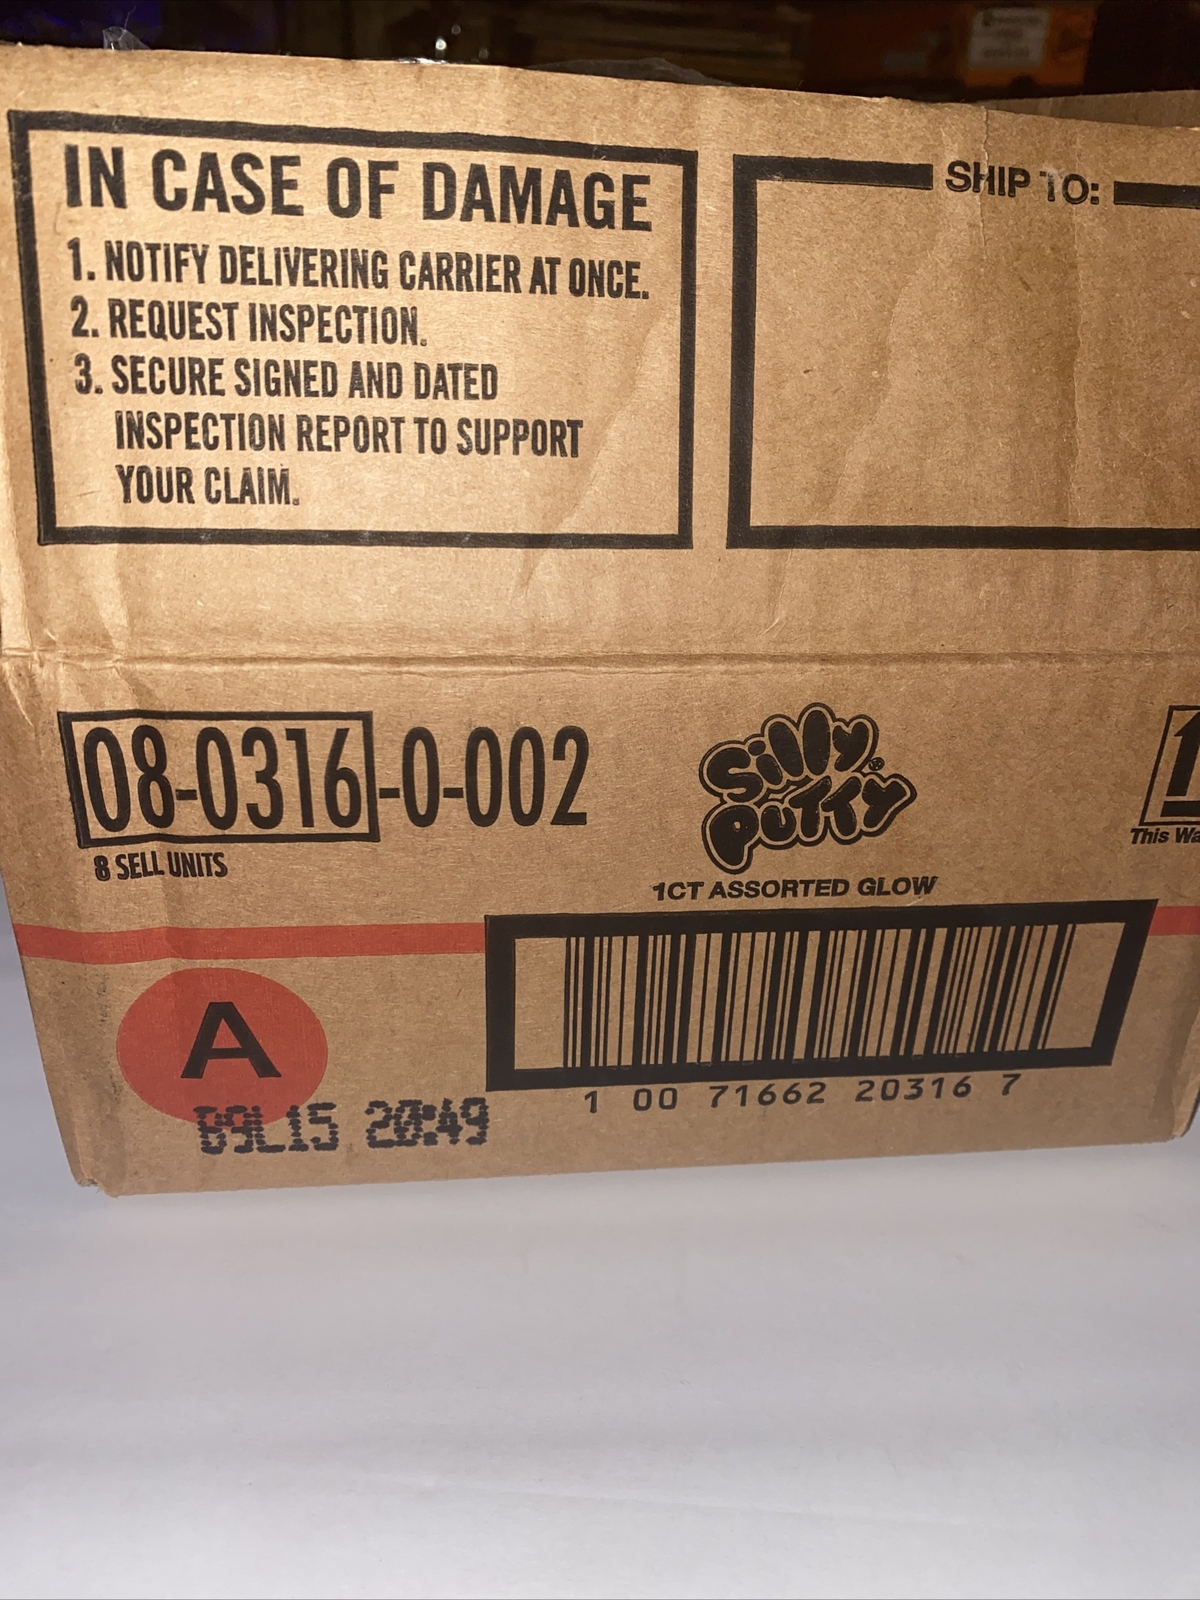 IN CASE OF DAMAGE
1. NOTIFY DELIVERING CARRIER AT ONCE.
2. REQUEST INSPECTION.
3. SECURE SIGNED AND DATED
INSPECTION REPORT TO SUPPORT
YOUR CLAIM.
SHIP TO:
08-0316-0-002
8 SELL UNITS
Silly
PUTTY®
1CT ASSORTED GLOW
This Wa
A
1 00 71662 20316 7